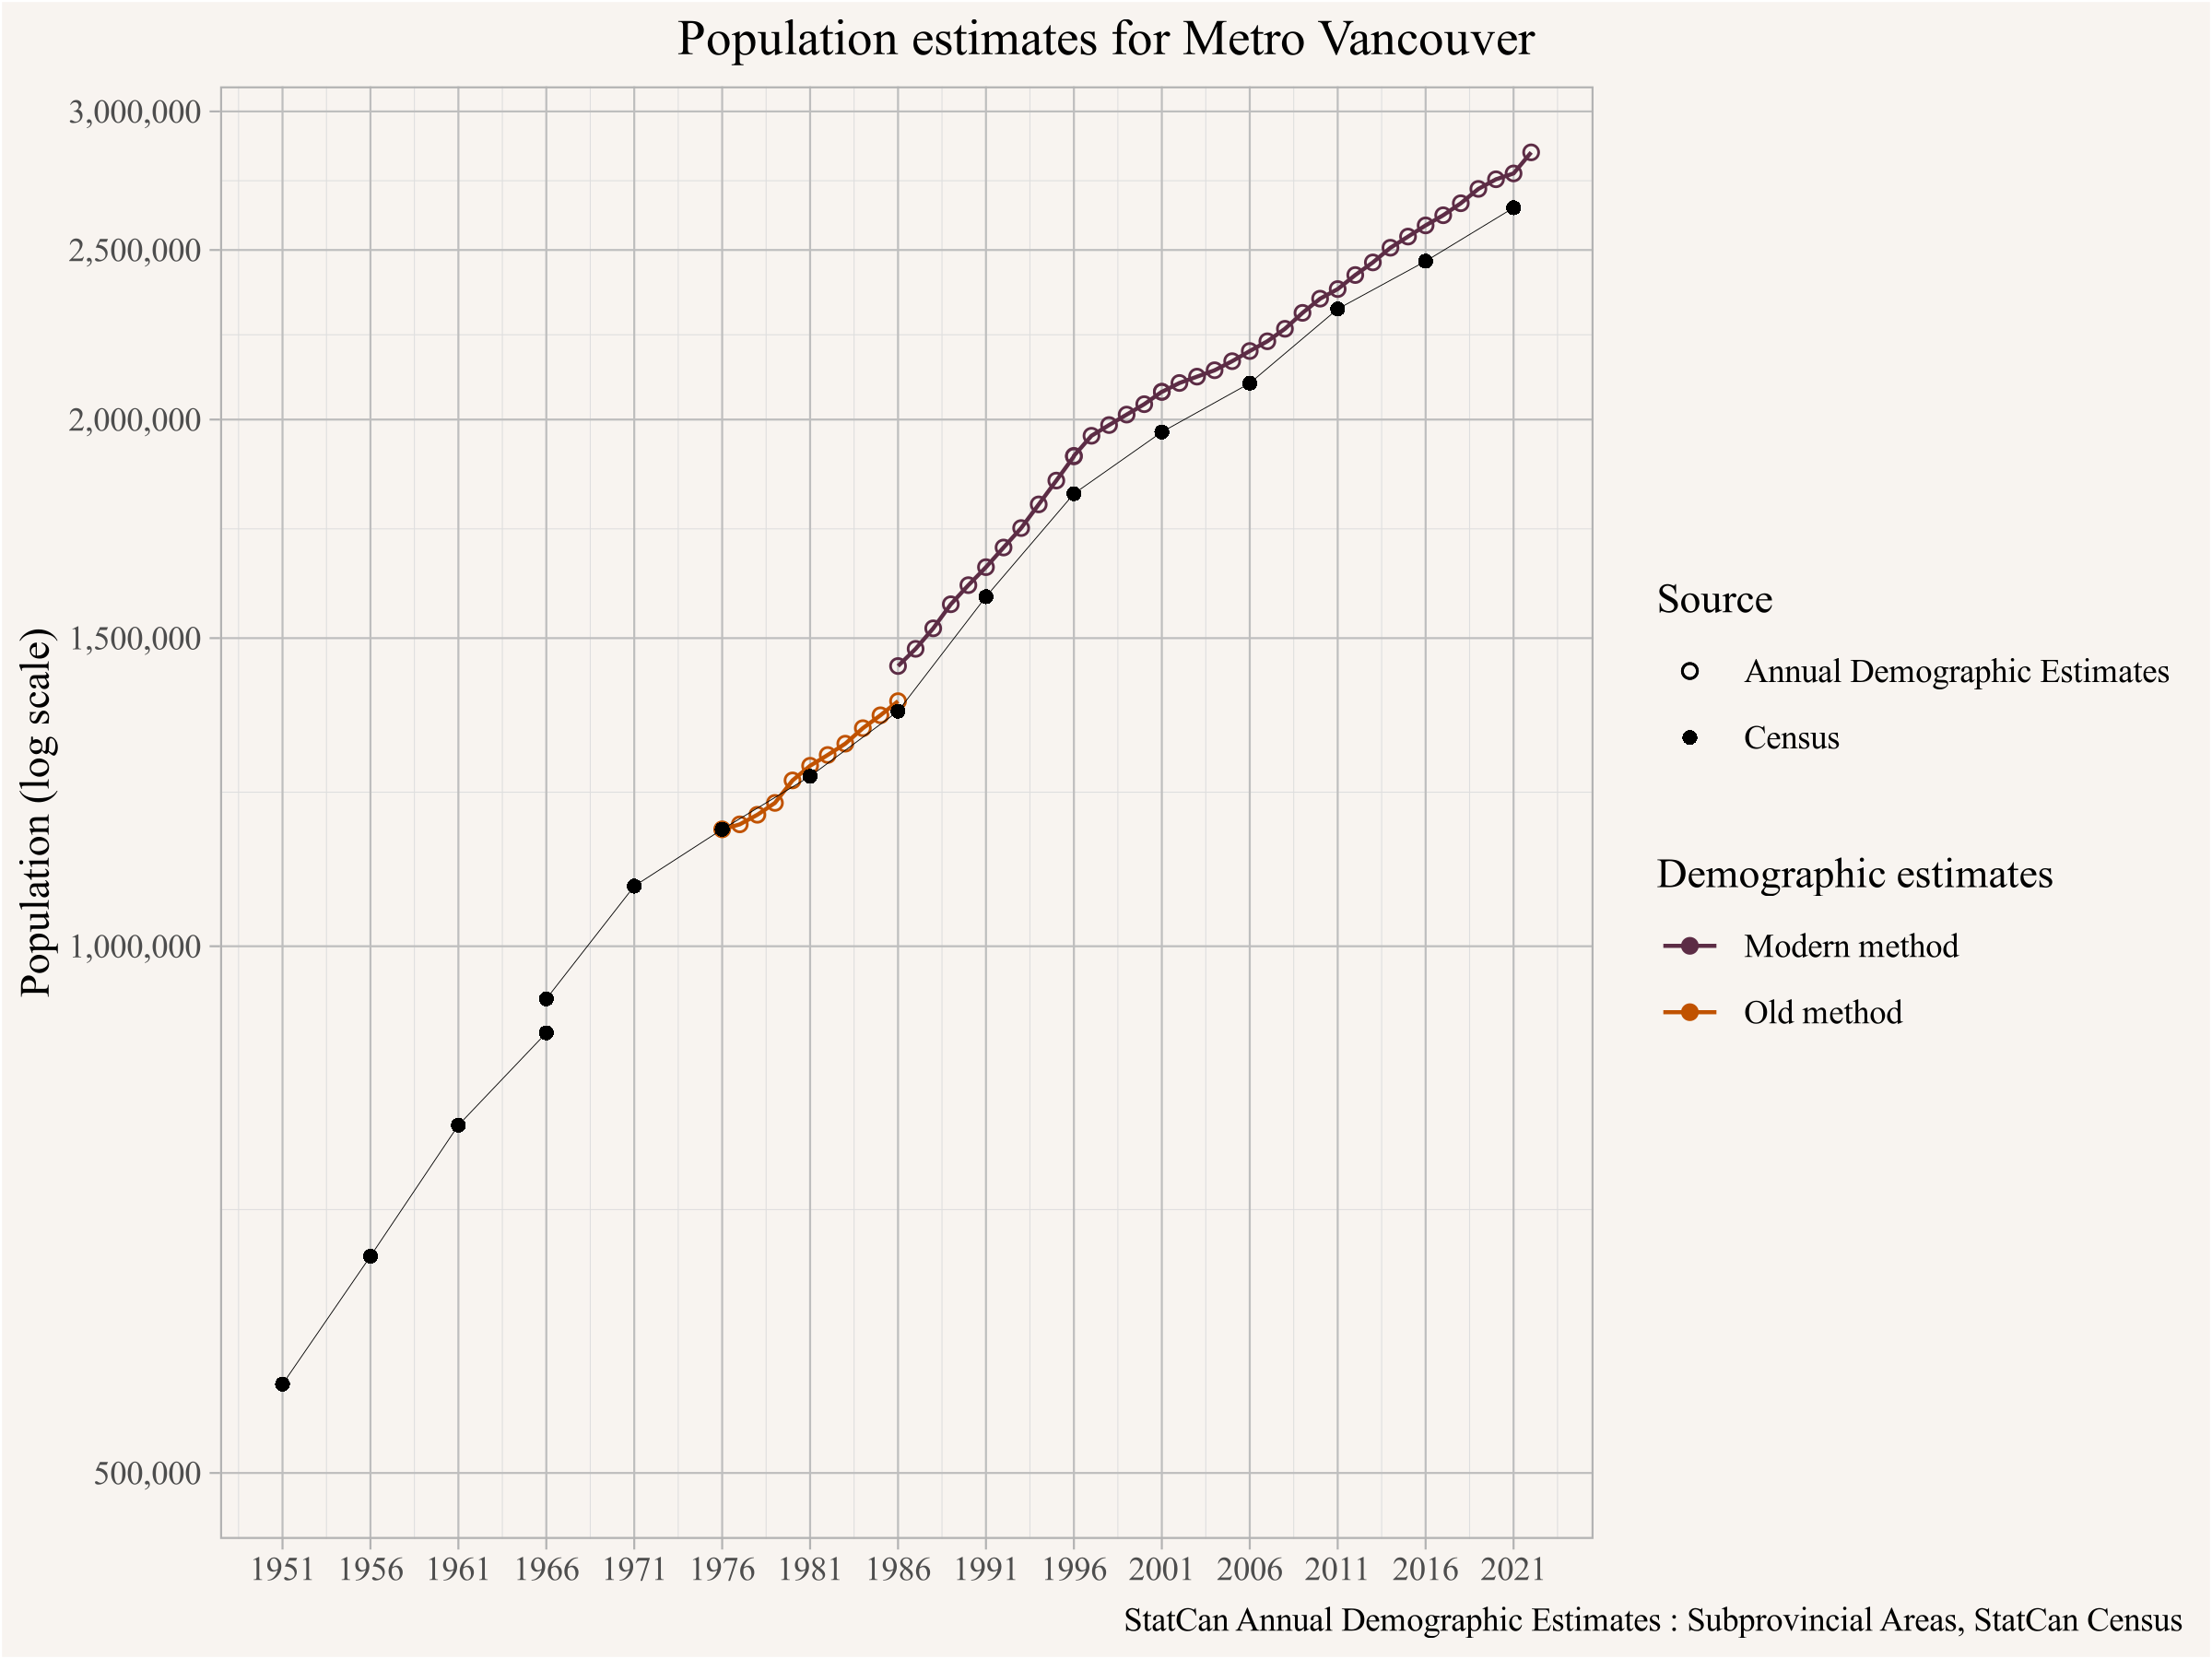 Population estimates for Metro Vancouver
Population (log scale)
3,000,000
2,500,000
2,000,000
1,500,000
1,000,000
500,000
1951 1956 1961 1966 1971 1976 1981 1986 1991 1996 2001 2006 2011 2016 2021
Source
Annual Demographic Estimates
Census
Demographic estimates
Modern method
Old method
StatCan Annual Demographic Estimates : Subprovincial Areas, StatCan Census